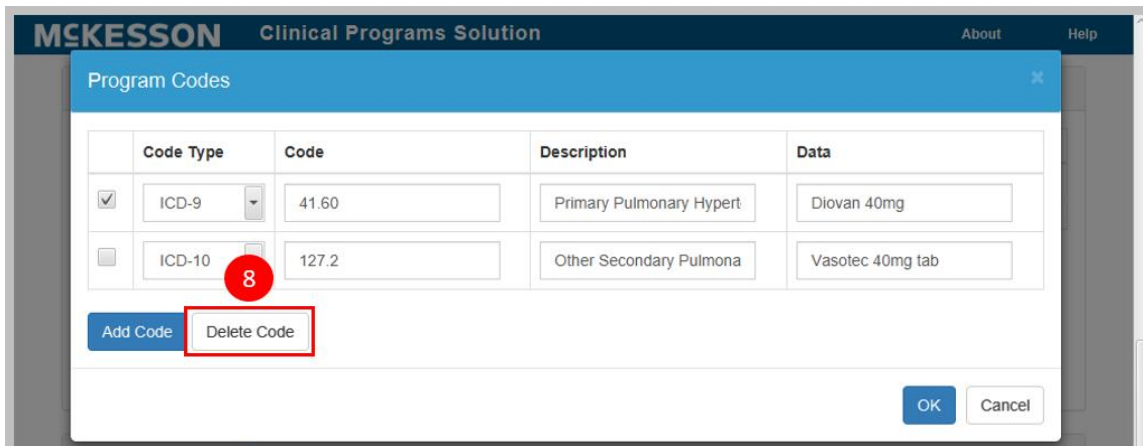 MCKESSON Clinical Programs Solution About Help
Program Codes ×
Code Type Code Description Data
ICD-9 41.60 Primary Pulmonary Hypert Diovan 40mg
ICD-10 127.2 Other Secondary Pulmona Vasotec 40mg tab
8
Add Code Delete Code
OK Cancel